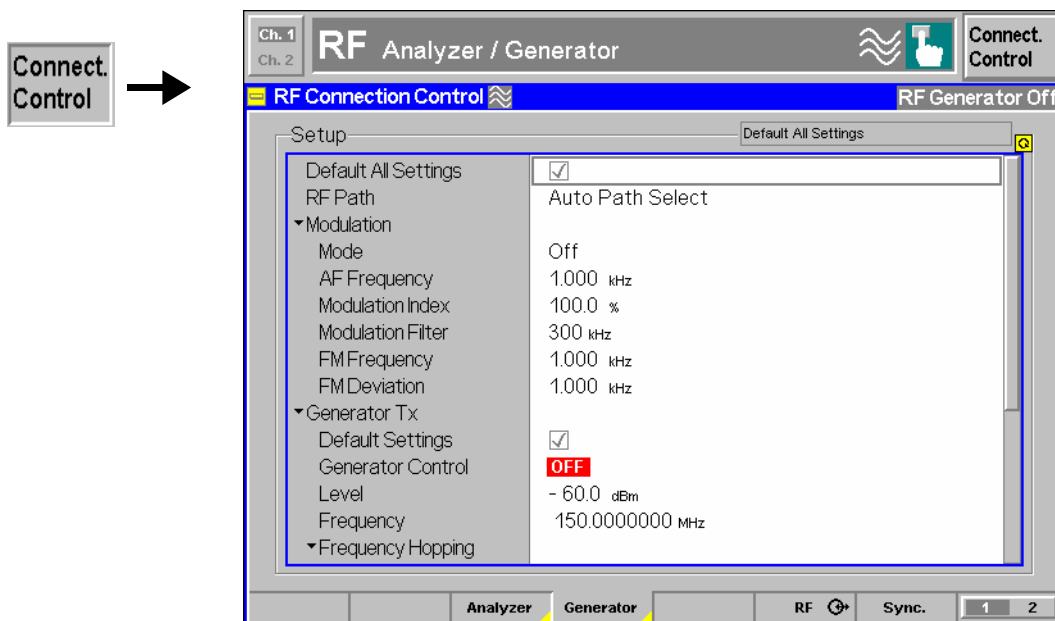 Connect.
Control
Ch. 1
Ch. 2
RF Analyzer / Generator
Connect.
Control
RF Connection Control
RF Generator Off
Setup
Default All Settings
Default All Settings
RF Path Auto Path Select
Modulation
Mode Off
AF Frequency 1.000 kHz
Modulation Index 100.0 %
Modulation Filter 300 kHz
FM Frequency 1.000 kHz
FM Deviation 1.000 kHz
Generator Tx
Default Settings
Generator Control OFF
Level - 60.0 dBm
Frequency 150.0000000 MHz
Frequency Hopping
Analyzer Generator RF Sync. 1 2